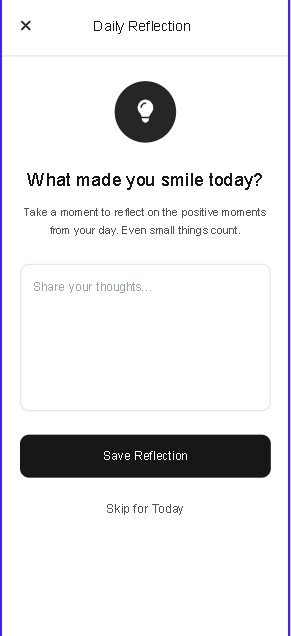 Daily Reflection
What made you smile today?
Take a moment to reflect on the positive moments
from your day. Even small things count.
Share your thoughts...
Save Reflection
Skip for Today